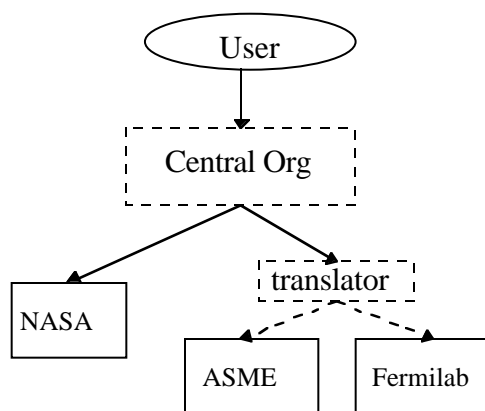 User
Central Org
translator
NASA
ASME
Fermilab